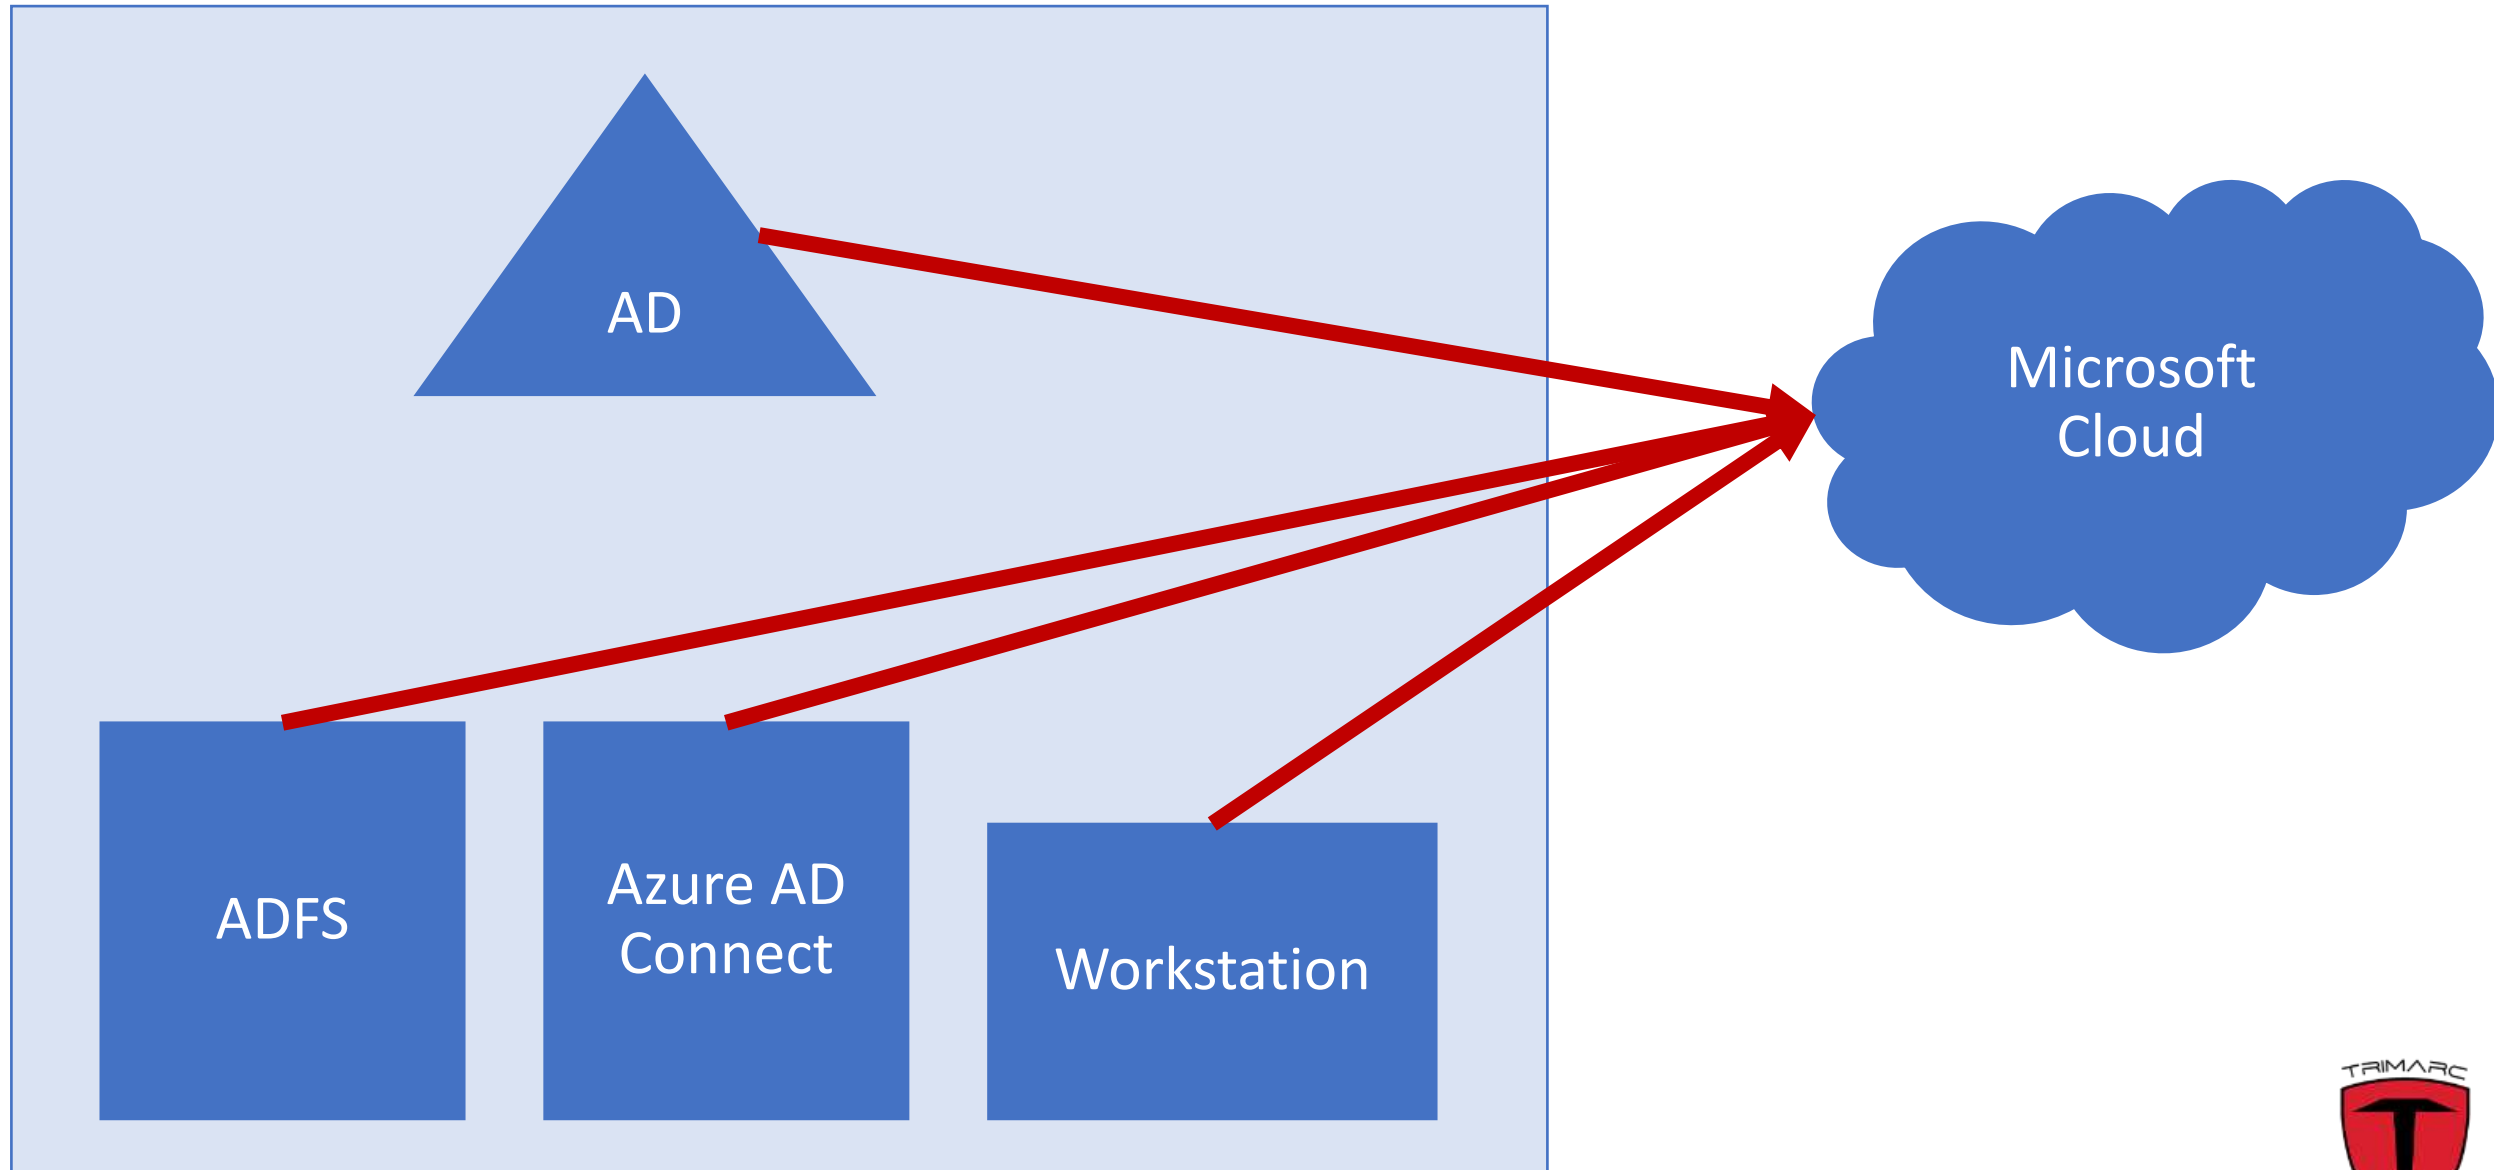 AD
Microsoft
Cloud
ADFS
Azure AD
Connect
Workstation
TRIMARC